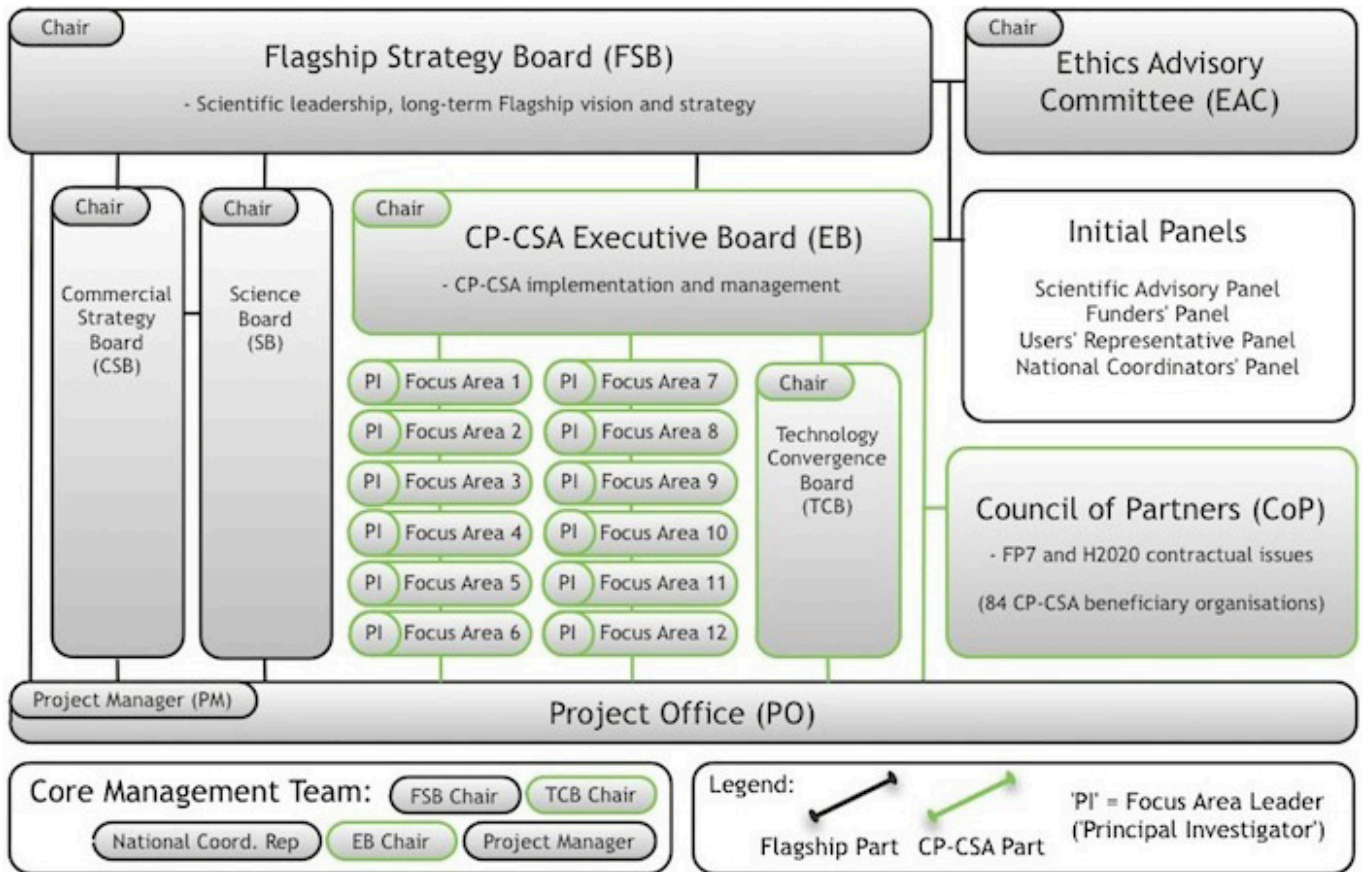 Chair
Flagship Strategy Board (FSB)
- Scientific leadership, long-term Flagship vision and strategy
Chair
Ethics Advisory
Committee (EAC)
Chair
Commercial
Strategy
Board
(CSB)
Chair
Science
Board
(SB)
Chair
CP-CSA Executive Board (EB)
- CP-CSA implementation and management
Initial Panels
Scientific Advisory Panel
Funders' Panel
Users' Representative Panel
National Coordinators' Panel
PI Focus Area 1
PI Focus Area 2
PI Focus Area 3
PI Focus Area 4
PI Focus Area 5
PI Focus Area 6
PI Focus Area 7
PI Focus Area 8
PI Focus Area 9
PI Focus Area 10
PI Focus Area 11
PI Focus Area 12
Chair
Technology
Convergence
Board
(TCB)
Council of Partners (CoP)
- FP7 and H2020 contractual issues
(84 CP-CSA beneficiary organisations)
Project Manager (PM)
Project Office (PO)
Core Management Team:
FSB Chair
TCB Chair
National Coord. Rep
EB Chair
Project Manager
Legend:
Flagship Part
CP-CSA Part
'PI' = Focus Area Leader
('Principal Investigator')